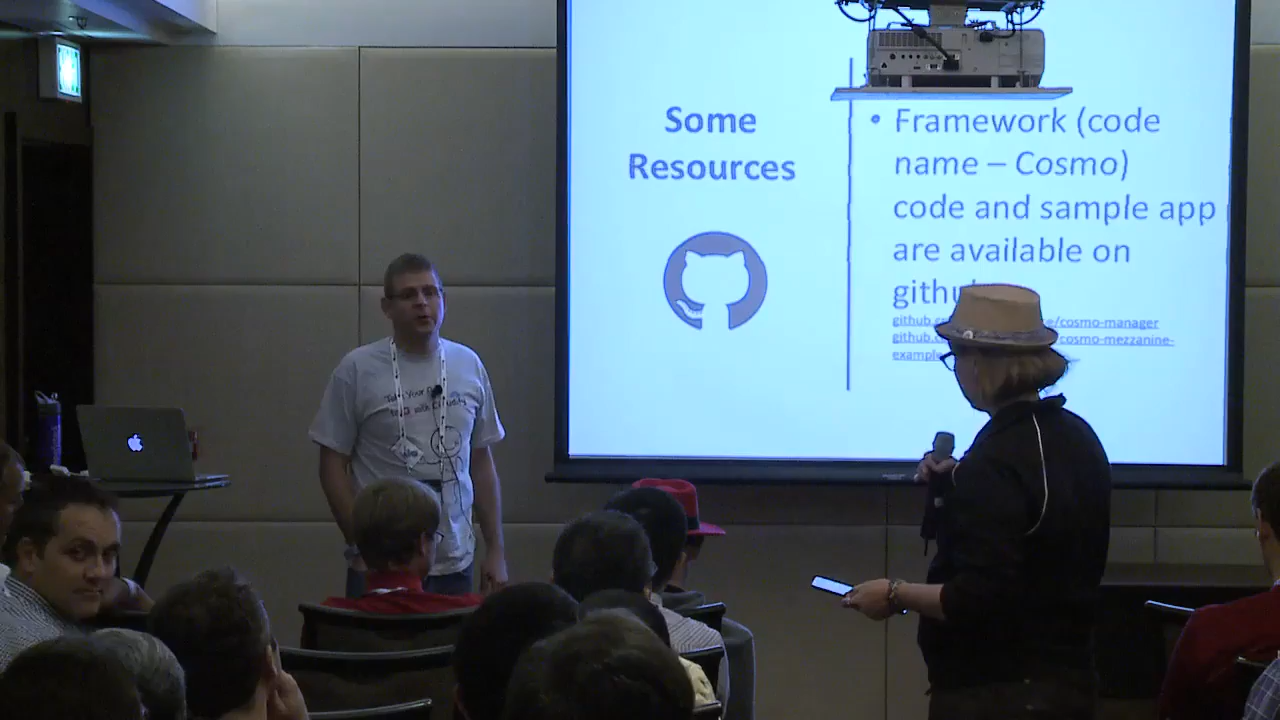 Some
Resources
• Framework (code
name – Cosmo)
code and sample app
are available on
githu
github.
e/cosmo-manager
github.c
cosmo-mezzanine-
example